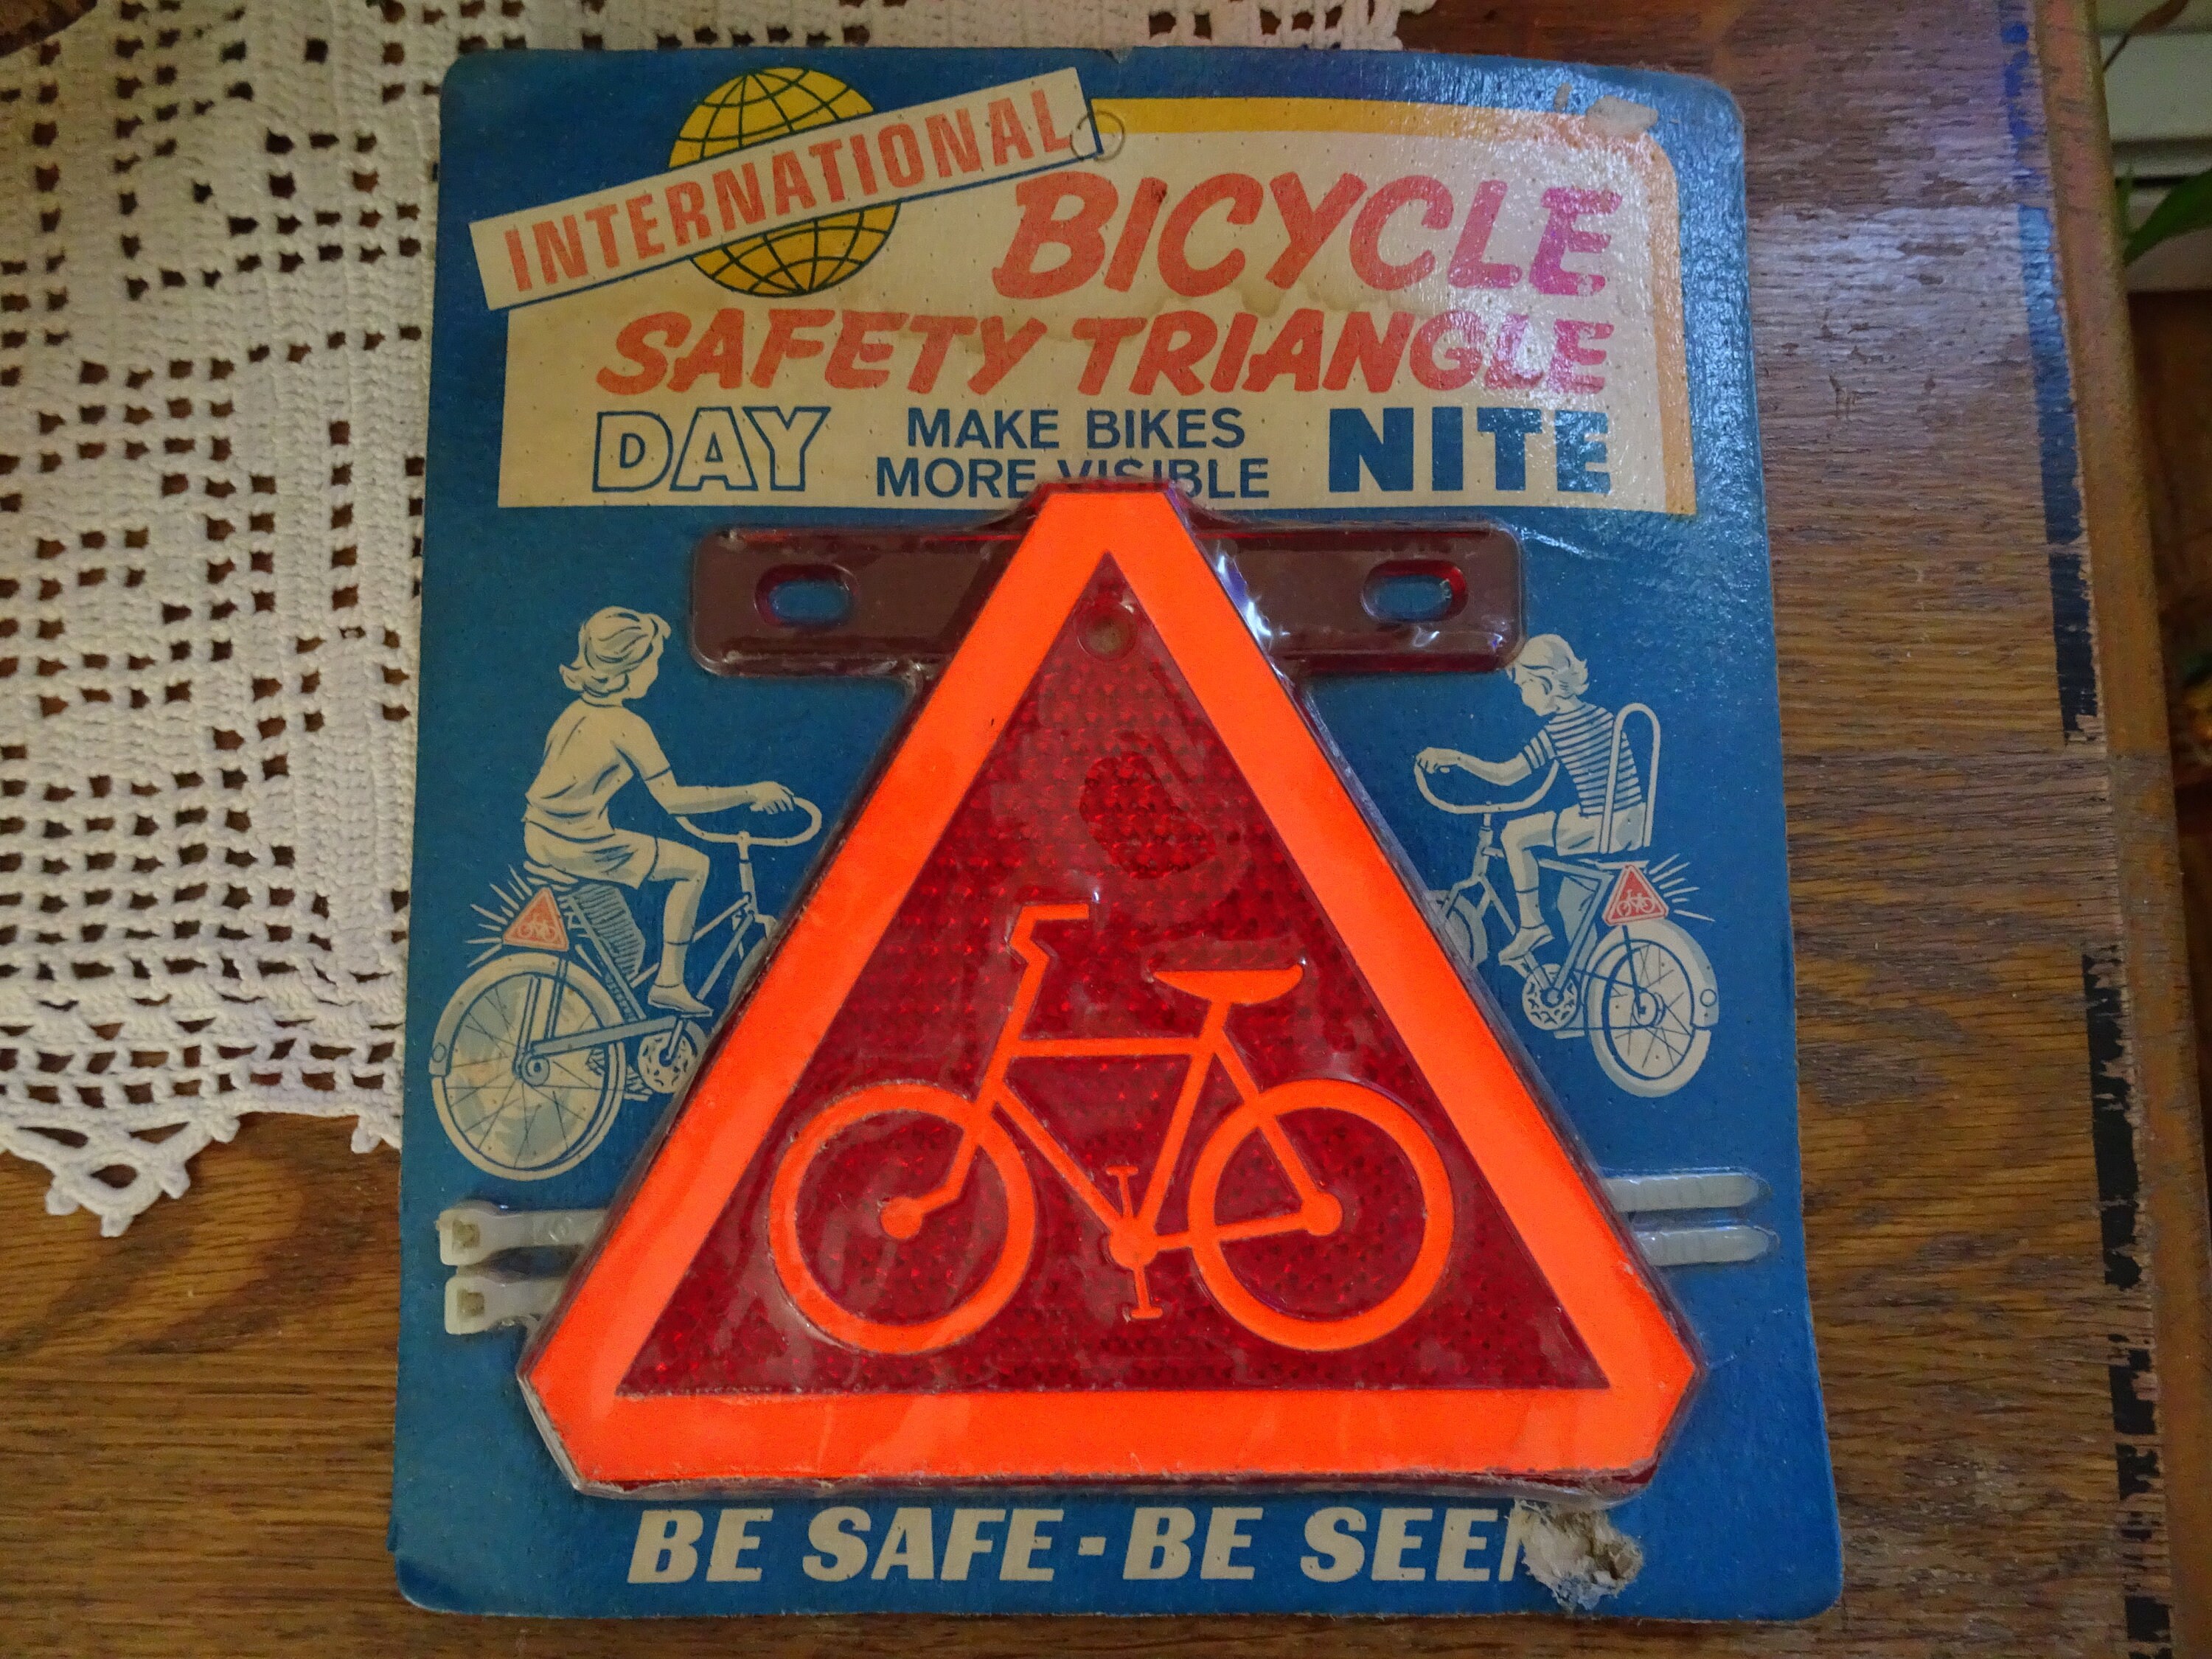 INTERNATIONAL
BICYCLE
SAFETY TRIANGLE
DAY MAKE BIKES NITE
MORE VISIBLE
BE SAFE - BE SEEN